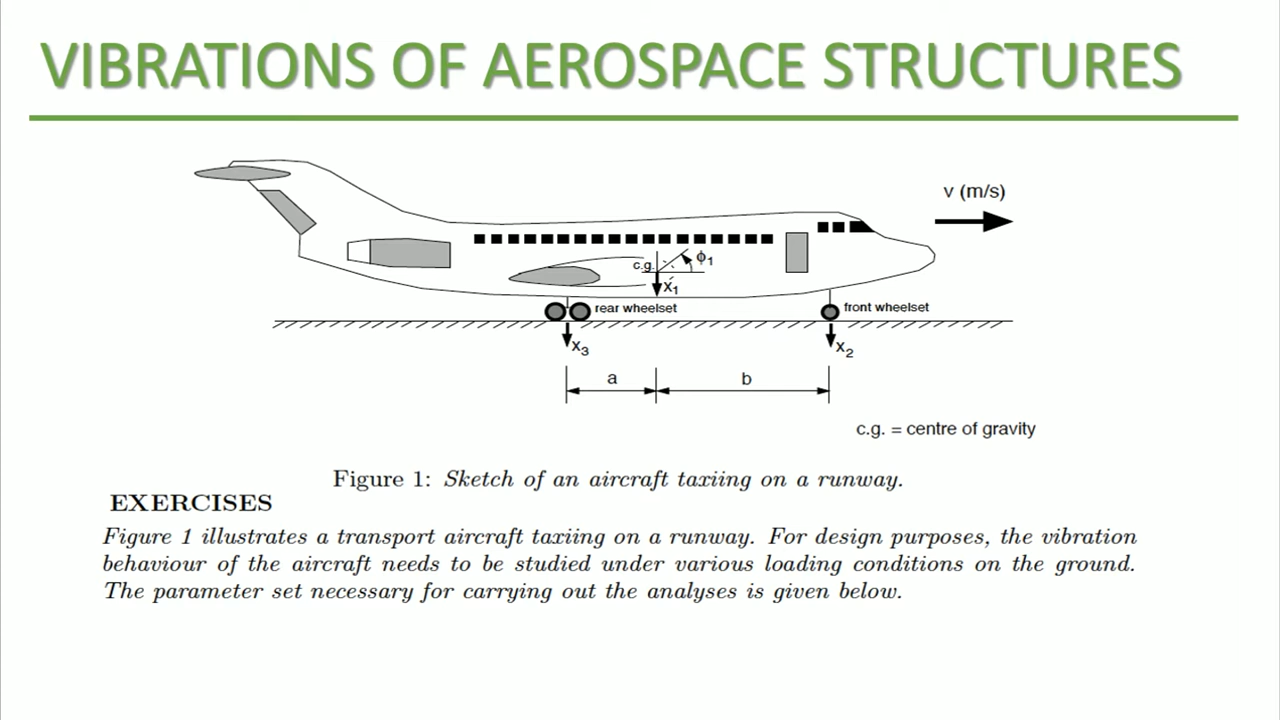 VIBRATIONS OF AEROSPACE STRUCTURES
v (m/s)
c.g.
ϕ1
x1
rear wheelset
front wheelset
x3
x2
a
b
c.g. = centre of gravity
Figure 1: Sketch of an aircraft taxiing on a runway.
EXERCISES
Figure 1 illustrates a transport aircraft taxiing on a runway. For design purposes, the vibration
behaviour of the aircraft needs to be studied under various loading conditions on the ground.
The parameter set necessary for carrying out the analyses is given below.